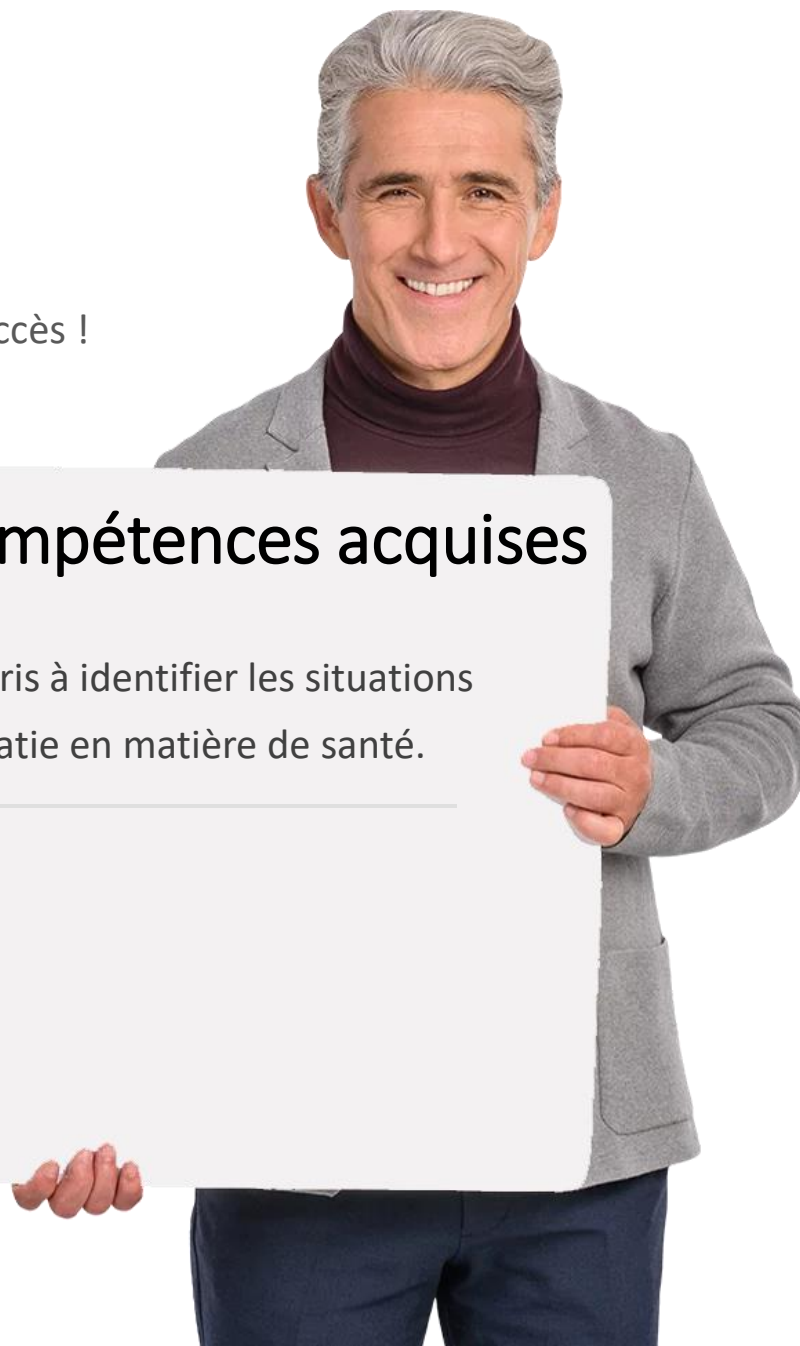 ccès !
mpétences acquises
ris à identifier les situations
atie en matière de santé.